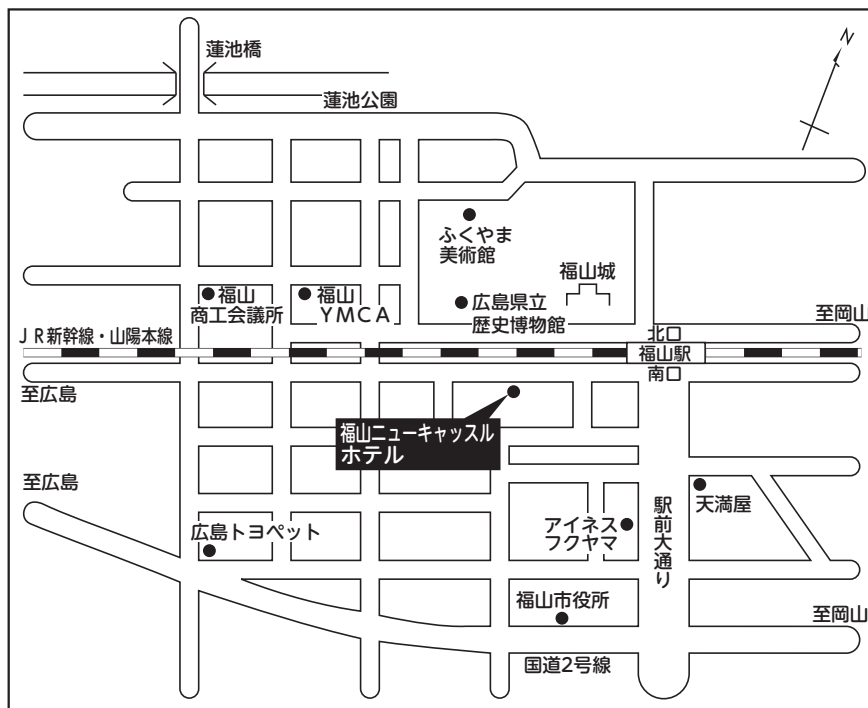 N
蓮池橋
蓮池公園
ふくやま
美術館
福山城
福山
商工会議所
福山
YMCA
広島県立
歴史博物館
至岡山
北口
JR新幹線・山陽本線
福山駅
南口
至広島
福山ニューキャッスル
ホテル
至広島
天満屋
駅前大通り
アイネス
フクヤマ
広島トヨペット
福山市役所
至岡山
国道2号線